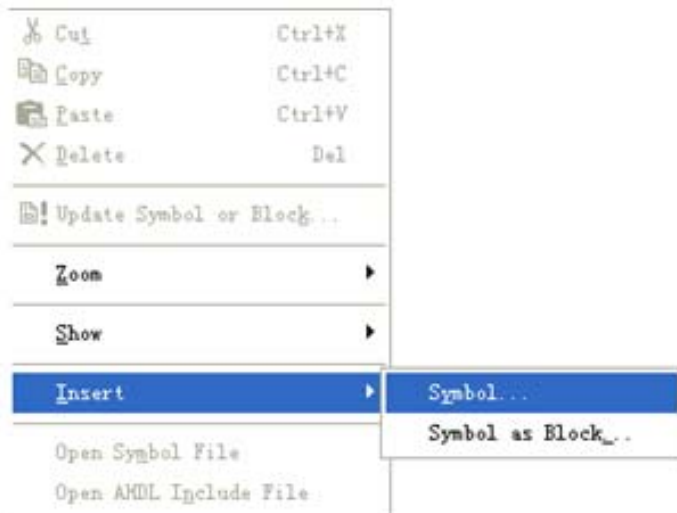 Cut Ctrl+X
Copy Ctrl+C
Paste Ctrl+V
Delete Del
Update Symbol or Block...
Zoom
Show
Insert
Symbol...
Symbol as Block...
Open Symbol File
Open AHDL Include File